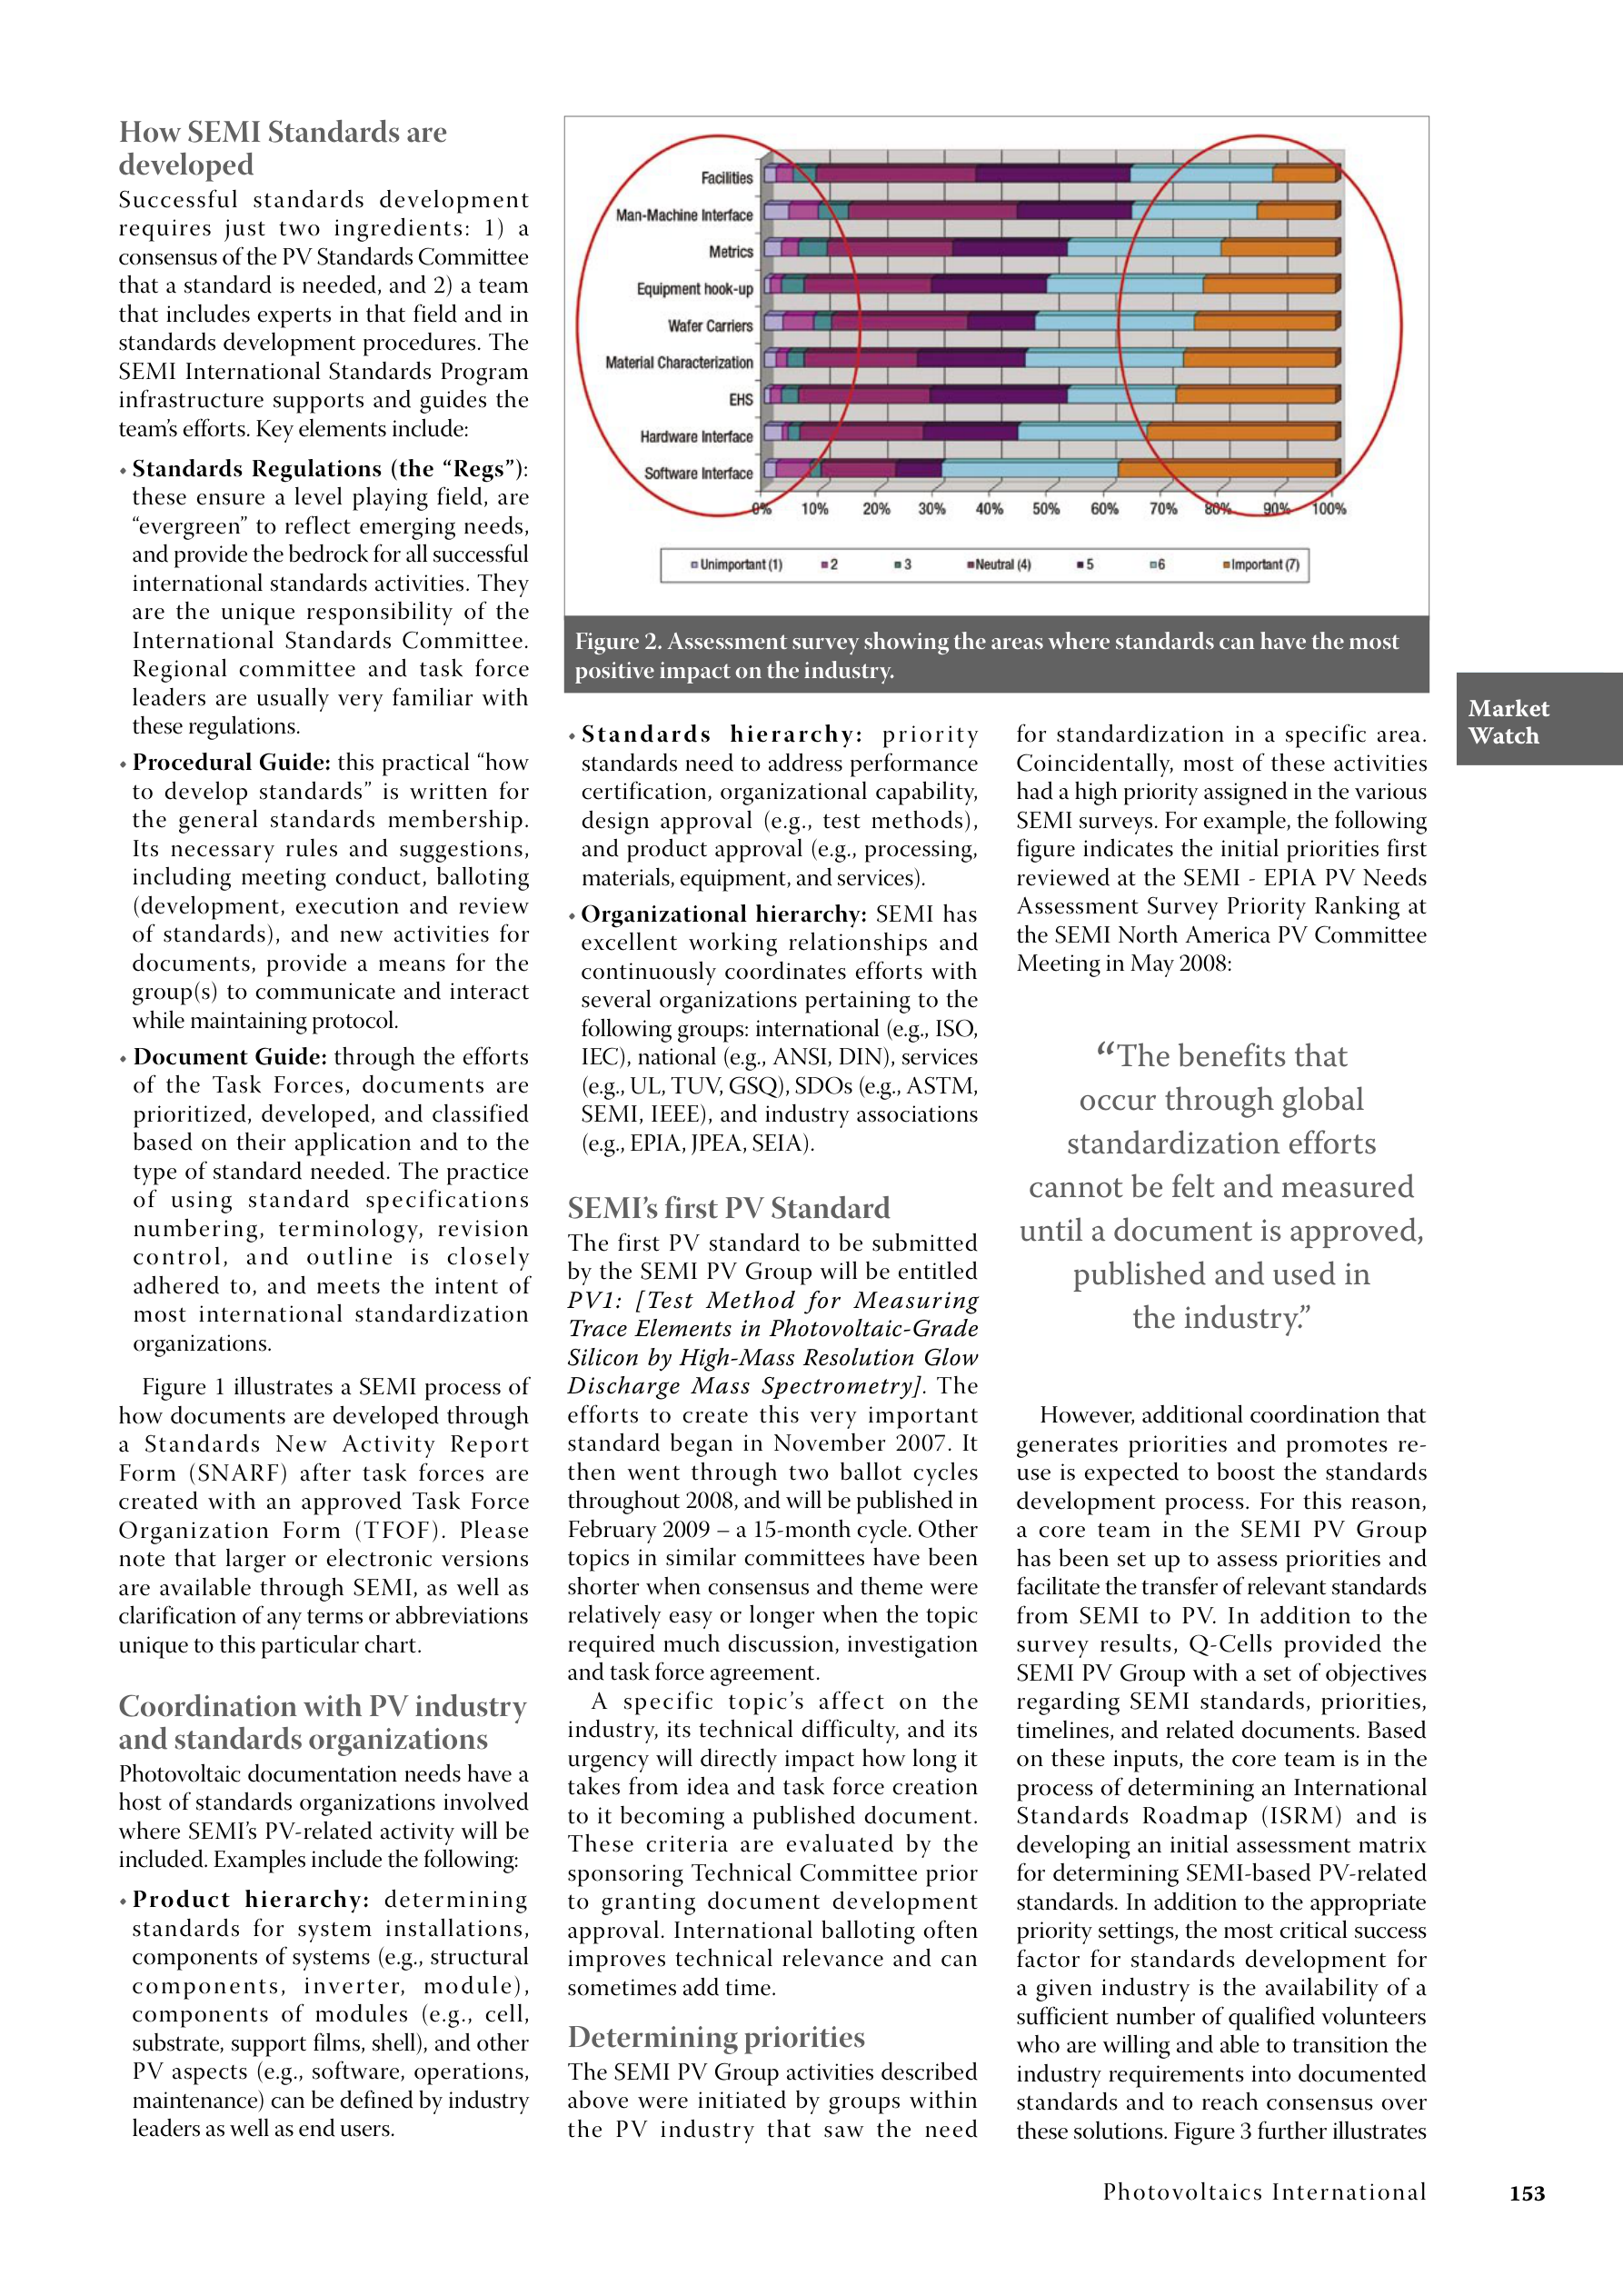 How SEMI Standards are
developed
Successful standards development
requires just two ingredients: 1) a
consensus of the PV Standards Committee
that a standard is needed, and 2) a team
that includes experts in that field and in
standards development procedures. The
SEMI International Standards Program
infrastructure supports and guides the
team’s efforts. Key elements include:
• Standards Regulations (the “Regs”):
these ensure a level playing field, are
“evergreen” to reflect emerging needs,
and provide the bedrock for all successful
international standards activities. They
are the unique responsibility of the
International Standards Committee.
Regional committee and task force
leaders are usually very familiar with
these regulations.
• Procedural Guide: this practical “how
to develop standards” is written for
the general standards membership.
Its necessary rules and suggestions,
including meeting conduct, balloting
(development, execution and review
of standards), and new activities for
documents, provide a means for the
group(s) to communicate and interact
while maintaining protocol.
• Document Guide: through the efforts
of the Task Forces, documents are
prioritized, developed, and classified
based on their application and to the
type of standard needed. The practice
of using standard specifications
numbering, terminology, revision
control, and outline is closely
adhered to, and meets the intent of
most international standardization
organizations.
Figure 1 illustrates a SEMI process of
how documents are developed through
a Standards New Activity Report
Form (SNARF) after task forces are
created with an approved Task Force
Organization Form (TFOF). Please
note that larger or electronic versions
are available through SEMI, as well as
clarification of any terms or abbreviations
unique to this particular chart.
Coordination with PV industry
and standards organizations
Photovoltaic documentation needs have a
host of standards organizations involved
where SEMI’s PV-related activity will be
included. Examples include the following:
• Product hierarchy: determining
standards for system installations,
components of systems (e.g., structural
components, inverter, module),
components of modules (e.g., cell,
substrate, support films, shell), and other
PV aspects (e.g., software, operations,
maintenance) can be defined by industry
leaders as well as end users.
Facilities
Man-Machine Interface
Metrics
Equipment hook-up
Wafer Carriers
Material Characterization
EHS
Hardware Interface
Software Interface
0% 10% 20% 30% 40% 50% 60% 70% 80% 90% 100%
Unimportant (1) 2 3 Neutral (4) 5 6 Important (7)
Figure 2. Assessment survey showing the areas where standards can have the most
positive impact on the industry.
• Standards hierarchy: priority
standards need to address performance
certification, organizational capability,
design approval (e.g., test methods),
and product approval (e.g., processing,
materials, equipment, and services).
• Organizational hierarchy: SEMI has
excellent working relationships and
continuously coordinates efforts with
several organizations pertaining to the
following groups: international (e.g., ISO,
IEC), national (e.g., ANSI, DIN), services
(e.g., UL, TUV, GSQ), SDOs (e.g., ASTM,
SEMI, IEEE), and industry associations
(e.g., EPIA, JPEA, SEIA).
SEMI’s first PV Standard
The first PV standard to be submitted
by the SEMI PV Group will be entitled
PV1: [Test Method for Measuring
Trace Elements in Photovoltaic-Grade
Silicon by High-Mass Resolution Glow
Discharge Mass Spectrometry]. The
efforts to create this very important
standard began in November 2007. It
then went through two ballot cycles
throughout 2008, and will be published in
February 2009 – a 15-month cycle. Other
topics in similar committees have been
shorter when consensus and theme were
relatively easy or longer when the topic
required much discussion, investigation
and task force agreement.
A specific topic’s affect on the
industry, its technical difficulty, and its
urgency will directly impact how long it
takes from idea and task force creation
to it becoming a published document.
These criteria are evaluated by the
sponsoring Technical Committee prior
to granting document development
approval. International balloting often
improves technical relevance and can
sometimes add time.
Determining priorities
The SEMI PV Group activities described
above were initiated by groups within
the PV industry that saw the need
for standardization in a specific area.
Coincidentally, most of these activities
had a high priority assigned in the various
SEMI surveys. For example, the following
figure indicates the initial priorities first
reviewed at the SEMI - EPIA PV Needs
Assessment Survey Priority Ranking at
the SEMI North America PV Committee
Meeting in May 2008:
“The benefits that
occur through global
standardization efforts
cannot be felt and measured
until a document is approved,
published and used in
the industry.”
However, additional coordination that
generates priorities and promotes re-
use is expected to boost the standards
development process. For this reason,
a core team in the SEMI PV Group
has been set up to assess priorities and
facilitate the transfer of relevant standards
from SEMI to PV. In addition to the
survey results, Q-Cells provided the
SEMI PV Group with a set of objectives
regarding SEMI standards, priorities,
timelines, and related documents. Based
on these inputs, the core team is in the
process of determining an International
Standards Roadmap (ISRM) and is
developing an initial assessment matrix
for determining SEMI-based PV-related
standards. In addition to the appropriate
priority settings, the most critical success
factor for standards development for
a given industry is the availability of a
sufficient number of qualified volunteers
who are willing and able to transition the
industry requirements into documented
standards and to reach consensus over
these solutions. Figure 3 further illustrates
Market
Watch
Photovoltaics International 153